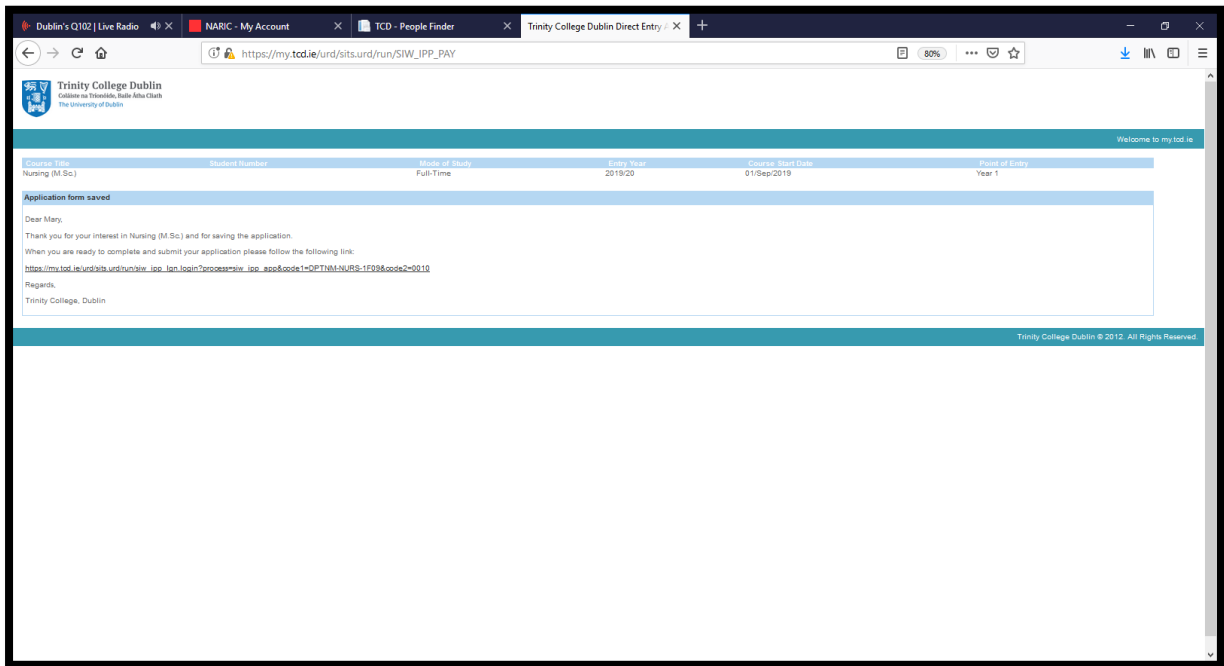 Dublin's Q102 | Live Radio
NARIC - My Account
TCD - People Finder
Trinity College Dublin Direct Entry A
https://my.tcd.ie/urd/sits.urd/run/SIW_IPP_PAY
80%
Trinity College Dublin
Coláiste na Tríonóide, Baile Átha Cliath
The University of Dublin
Welcome to my.tcd.ie
Course Title Student Number Mode of Study Entry Year Course Start Date Point of Entry
Nursing (M.Sc.) Full-Time 2019/20 01/Sep/2019 Year 1
Application form saved
Dear Mary,
Thank you for your interest in Nursing (M.Sc.) and for saving the application.
When you are ready to complete and submit your application please follow the following link:
https://my.tcd.ie/urd/sits.urd/run/siw_ipp_lgn.login?process=siw_ipp_app&code1=DPTNM-NURS-1F09&code2=0010
Regards,
Trinity College, Dublin
Trinity College Dublin © 2012. All Rights Reserved.